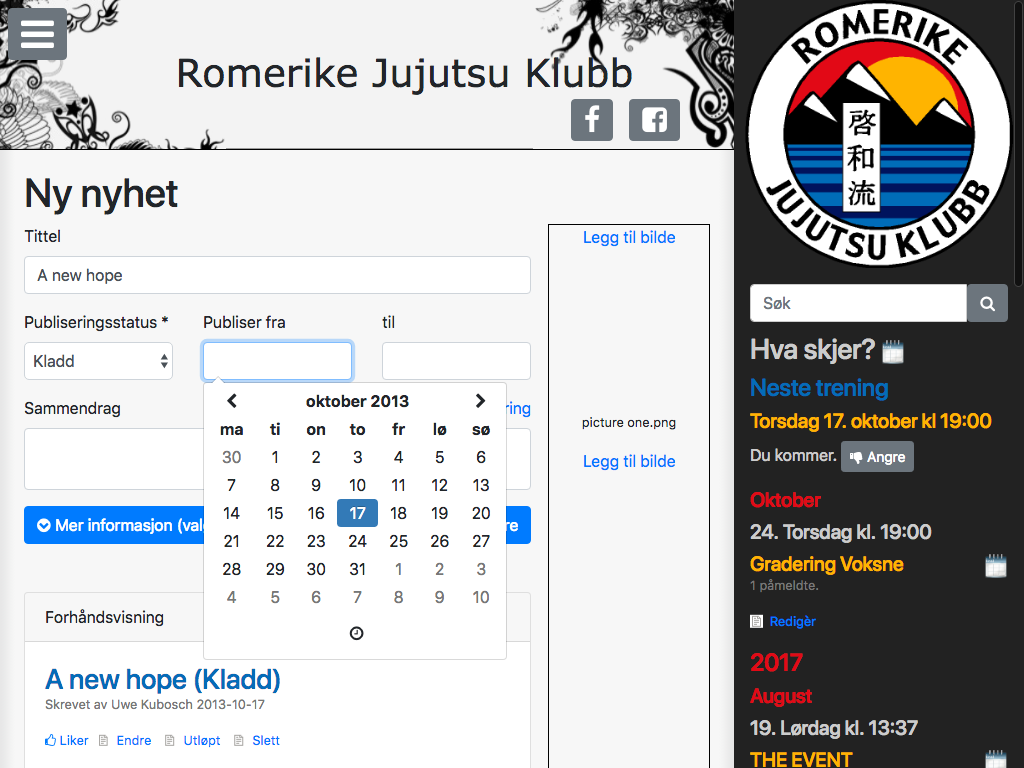 Romerike Jujutsu Klubb
ROMERIKE
啓和流
JUJUTSU KLUBB
Ny nyhet
Tittel
A new hope
Publiseringsstatus * Publiser fra til
Kladd
Sammendrag ring
oktober 2013
ma ti on to fr lø sø
30 1 2 3 4 5 6
7 8 9 10 11 12 13
14 15 16 17 18 19 20
21 22 23 24 25 26 27
28 29 30 31 1 2 3
4 5 6 7 8 9 10
Mer informasjon (val re
Forhåndsvisning
A new hope (Kladd)
Skrevet av Uwe Kubosch 2013-10-17
Liker Endre Utløpt Slett
Legg til bilde
picture one.png
Legg til bilde
Søk
Hva skjer?
Neste trening
Torsdag 17. oktober kl 19:00
Du kommer. Angre
Oktober
24. Torsdag kl. 19:00
Gradering Voksne
1 påmeldte.
Redigèr
2017
August
19. Lørdag kl. 13:37
THE EVENT